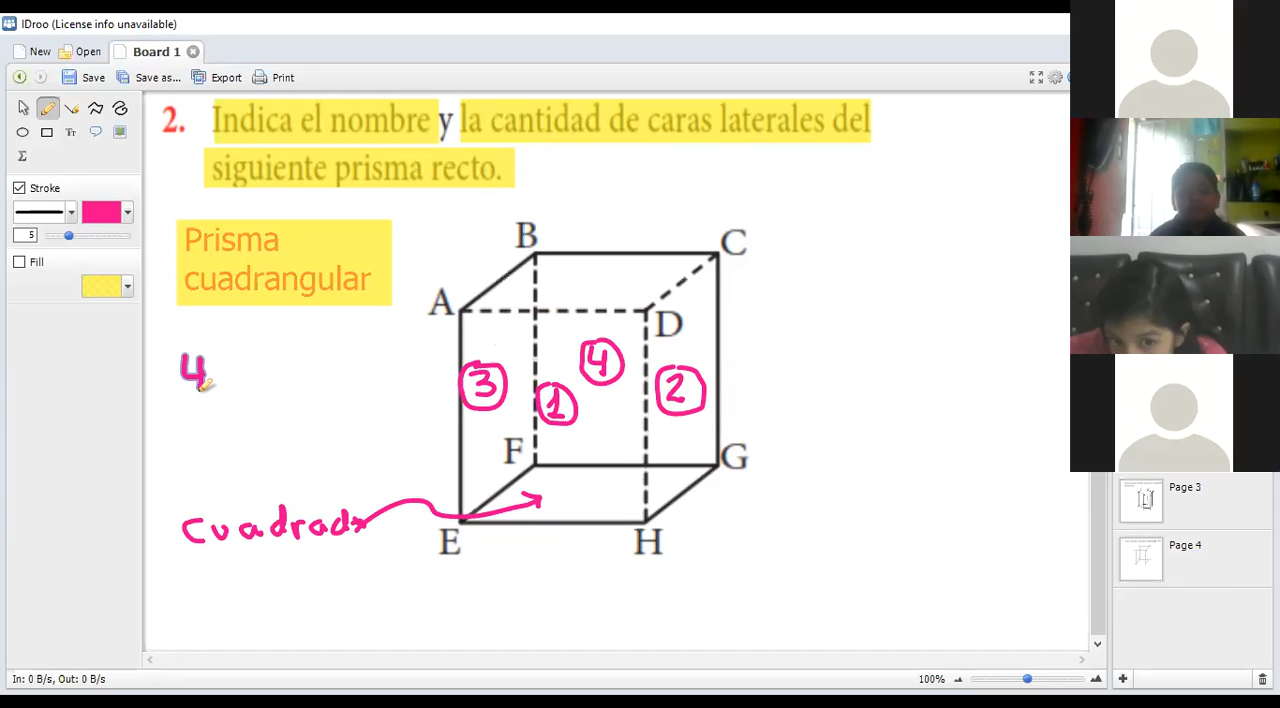 IDroo (License info unavailable)
New Open Board 1
Save Save as... Export Print
2. Indica el nombre y la cantidad de caras laterales del
siguiente prisma recto.
Tт
Σ
Stroke
5
Fill
Prisma
cuadrangular
B
C
A
D
4
3
1
4
2
F
G
Cuadrado
E
H
Page 3
Page 4
In: 0 B/s, Out: 0 B/s
100%